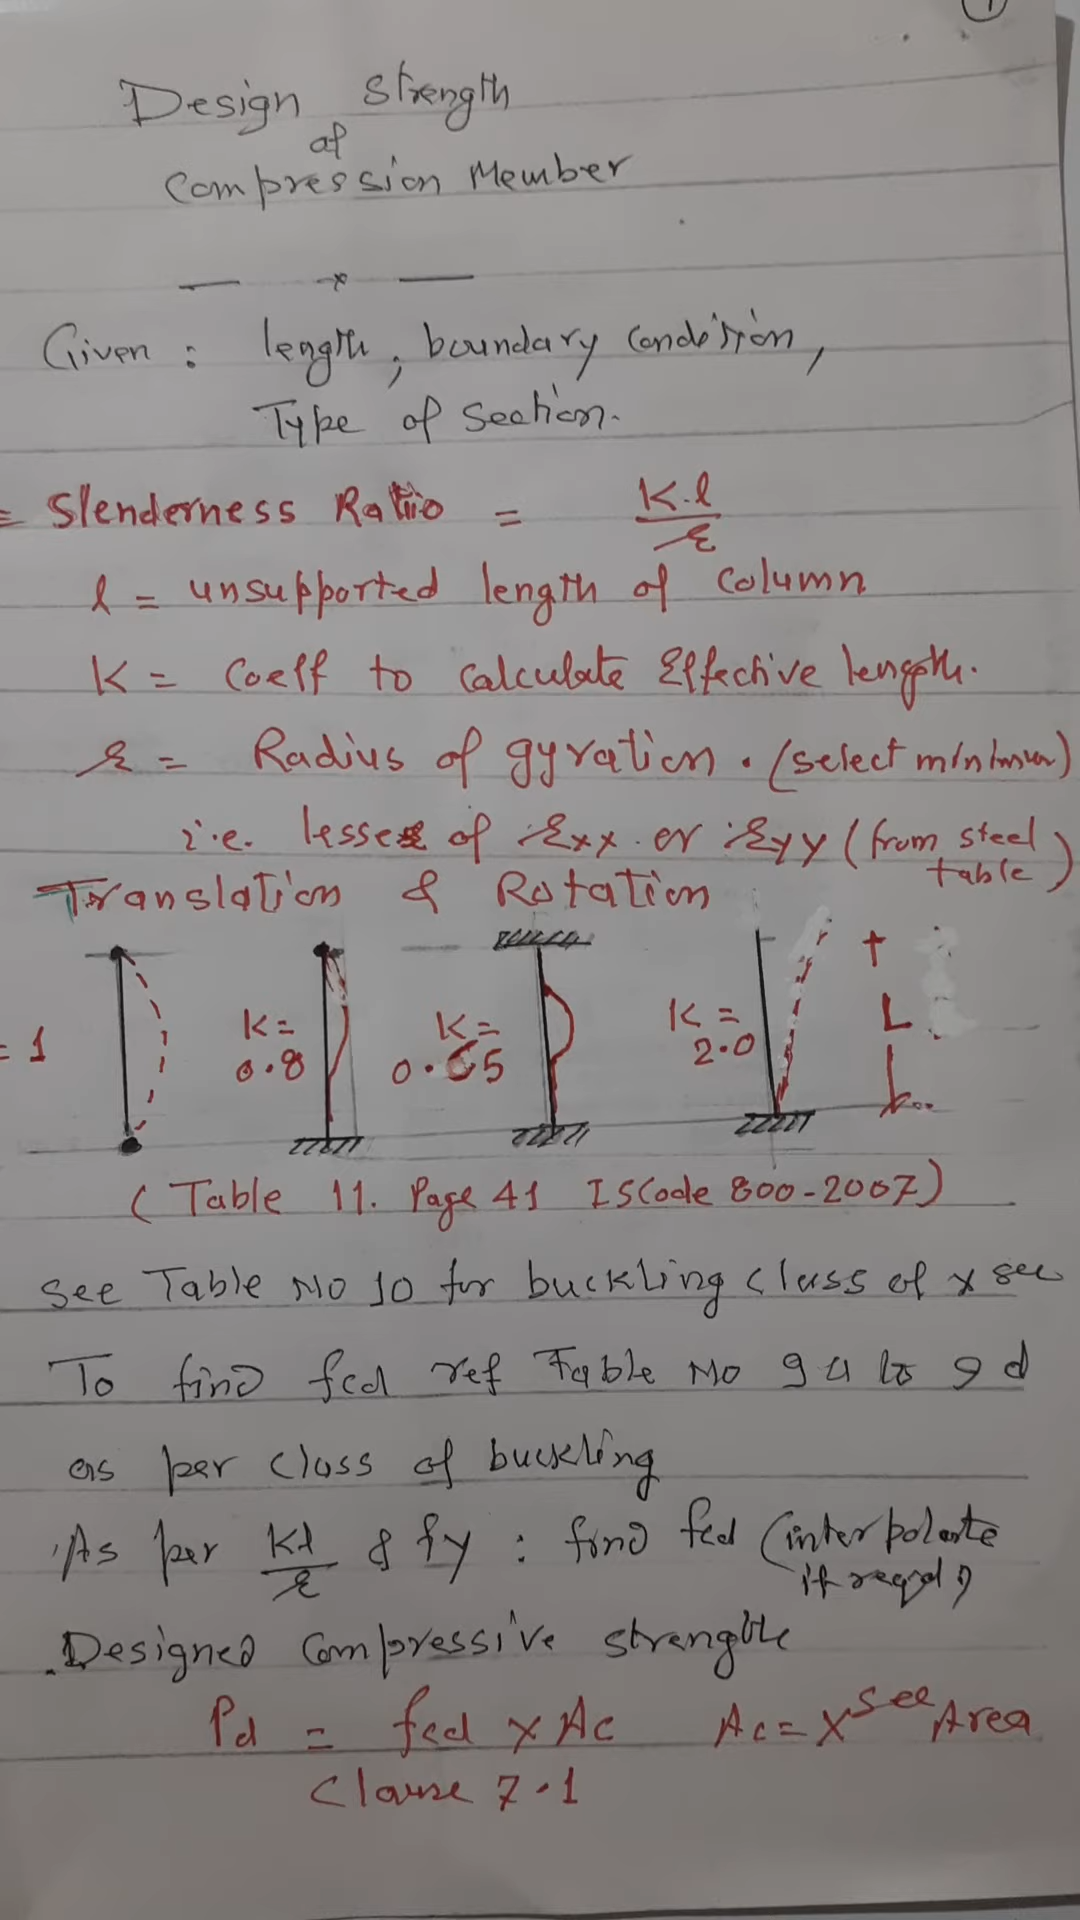 1
Design Strength
of
Compression Member
— x —
Given : length, boundary Condition,
Type of Section.
= Slenderness Ratio = K.l/r
l = unsupported length of Column
K = Coeff to Calculate Effective length.
r = Radius of gyration. (select minimum)
i.e. lesser of rxx or ryy (from steel table)
Translation & Rotation
= 1 K = 0.8 K = 0.65 K = 2.0
(Table 11. Page 41 IS Code 800-2007)
See Table No 10 for buckling class of x sec
To find fcd ref Table No 9a to 9d
as per class of buckling
As per Kl/r & fy : find fcd (interpolate if reqd)
Designed Compressive strength
Pd = fcd x Ac Ac = X Sec Area
Clause 7.1